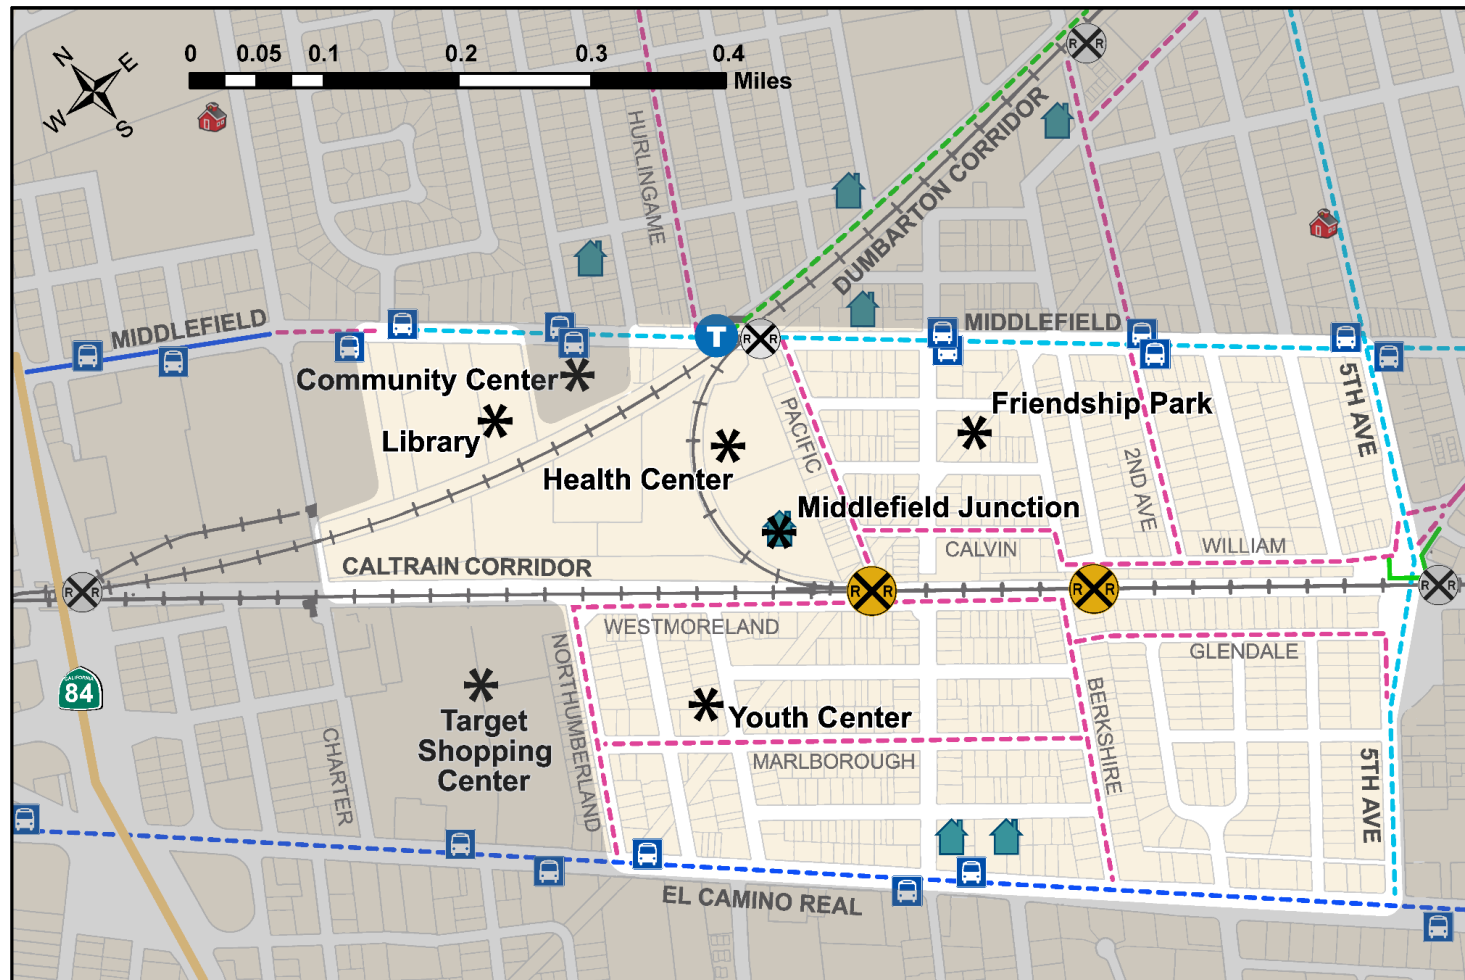 N
E
W
S
0 0.05 0.1 0.2 0.3 0.4
Miles
HURLINGAME
DUMBARTON CORRIDOR
R R
MIDDLEFIELD
T
R R
MIDDLEFIELD
Community Center
Library
Health Center
PACIFIC
Friendship Park
2ND AVE
5TH AVE
Middlefield Junction
CALVIN
WILLIAM
CALTRAIN CORRIDOR
R R
R R
R R
R R
WESTMORELAND
GLENDALE
CALIFORNIA
84
NORTHUMBERLAND
Target
Shopping
Center
CHARTER
Youth Center
MARLBOROUGH
BERKSHIRE
5TH AVE
EL CAMINO REAL